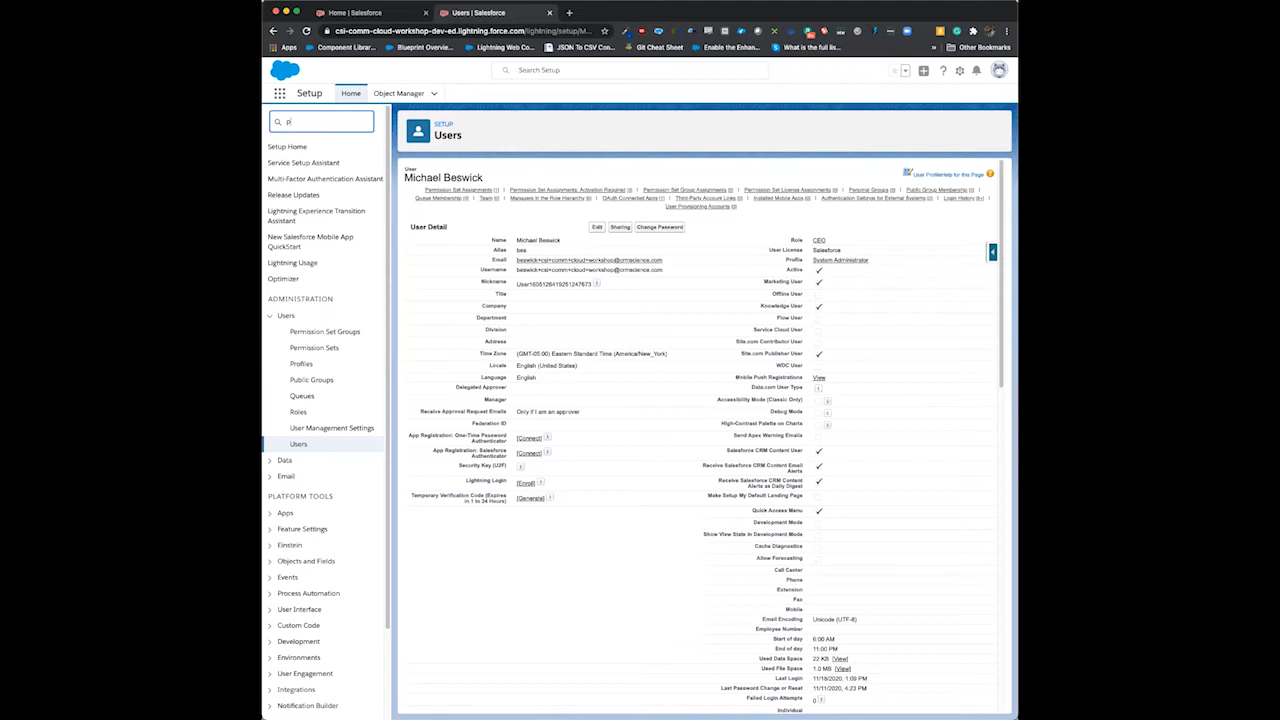 Home | Salesforce
Users | Salesforce
csi-comm-cloud-workshop-dev-ed.lightning.force.com/lightning/setup/M...
Apps
Component Librar...
Blueprint Overvie...
Lightning Web Co...
JSON To CSV Con...
Git Cheat Sheet
Enable the Enhan...
What is the full lis...
Other Bookmarks
Search Setup
Setup
Home
Object Manager
p
Setup Home
Service Setup Assistant
Multi-Factor Authentication Assistant
Release Updates
Lightning Experience Transition
Assistant
New Salesforce Mobile App
QuickStart
Lightning Usage
Optimizer
ADMINISTRATION
Users
Permission Set Groups
Permission Sets
Profiles
Public Groups
Queues
Roles
User Management Settings
Users
Data
Email
PLATFORM TOOLS
Apps
Feature Settings
Einstein
Objects and Fields
Events
Process Automation
User Interface
Custom Code
Development
Environments
User Engagement
Integrations
Notification Builder
SETUP
Users
User
Michael Beswick
User Profile Help for this Page
Permission Set Assignments [1]
Permission Set Assignments: Activation Required [0]
Permission Set Group Assignments [0]
Permission Set License Assignments [0]
Personal Groups [0]
Public Group Membership [0]
Queue Membership [0]
Team [0]
Managers in the Role Hierarchy [0]
OAuth Connected Apps [1]
Third-Party Account Links [0]
Installed Mobile Apps [0]
Authentication Settings for External Systems [0]
Login History [5+]
User Provisioning Accounts [0]
User Detail
Edit
Sharing
Change Password
Name Michael Beswick
Alias bes
Email beswick+csi+comm+cloud+workshop@crmscience.com
Username beswick+csi+comm+cloud+workshop@crmscience.com
Nickname User16051264192512476​73
Title
Company
Department
Division
Address
Time Zone (GMT-05:00) Eastern Standard Time (America/New_York)
Locale English (United States)
Language English
Delegated Approver
Manager
Receive Approval Request Emails Only if I am an approver
Federation ID
App Registration: One-Time Password
Authenticator [Connect]
App Registration: Salesforce
Authenticator [Connect]
Security Key (U2F)
Lightning Login [Enroll]
Temporary Verification Code (Expires
in 1 to 24 Hours) [Generate]
Role CEO
User License Salesforce
Profile System Administrator
Active
Marketing User
Offline User
Knowledge User
Flow User
Service Cloud User
Site.com Contributor User
Site.com Publisher User
WDC User
Mobile Push Registrations View
Data.com User Type
Accessibility Mode (Classic Only)
Debug Mode
High-Contrast Palette on Charts
Send Apex Warning Emails
Salesforce CRM Content User
Receive Salesforce CRM Content Email
Alerts
Receive Salesforce CRM Content
Alerts as Daily Digest
Make Setup My Default Landing Page
Quick Access Menu
Development Mode
Show View State in Development Mode
Cache Diagnostics
Allow Forecasting
Call Center
Phone
Extension
Fax
Mobile
Email Encoding Unicode (UTF-8)
Employee Number
Start of day 6:00 AM
End of day 11:00 PM
Used Data Space 22 KB [View]
Used File Space 1.0 MB [View]
Last Login 11/18/2020, 1:09 PM
Last Password Change or Reset 11/11/2020, 4:23 PM
Failed Login Attempts 0
Individual